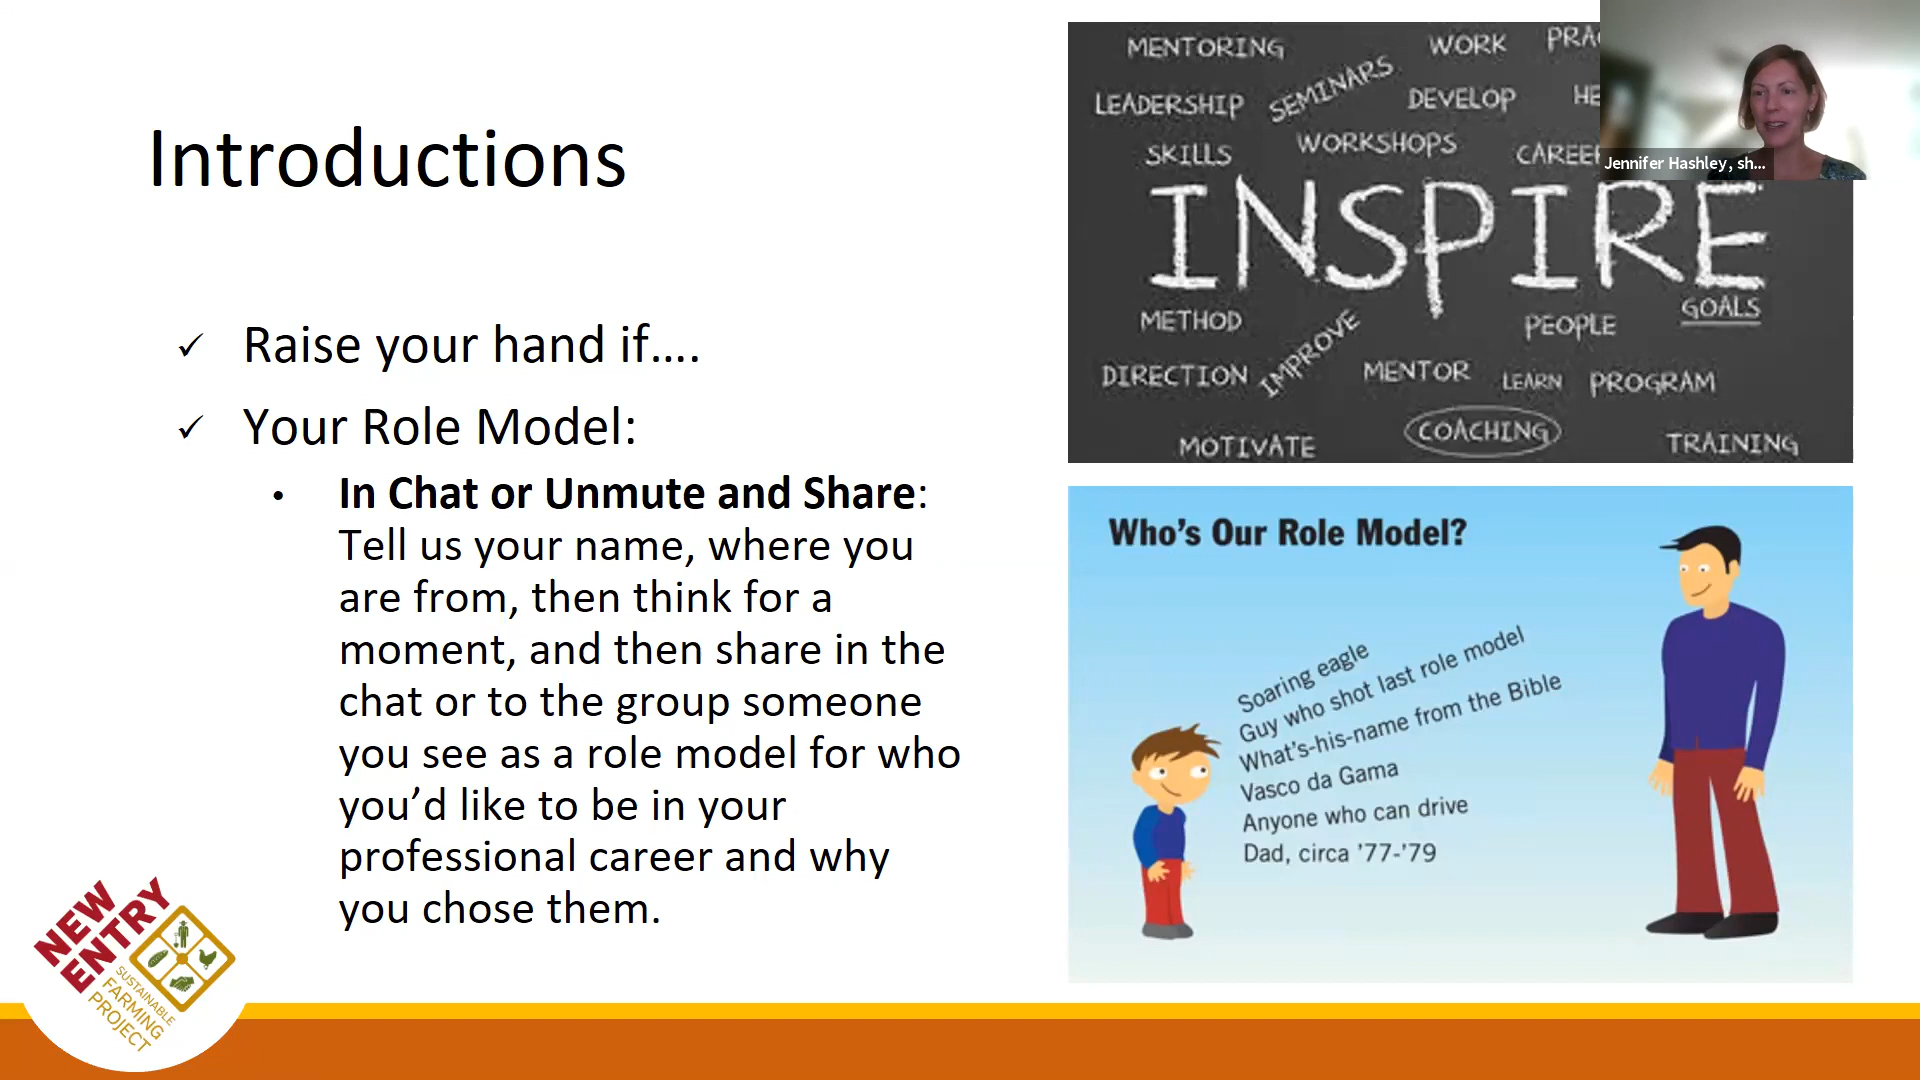 Introductions
✓ Raise your hand if....
✓ Your Role Model:
• In Chat or Unmute and Share:
Tell us your name, where you
are from, then think for a
moment, and then share in the
chat or to the group someone
you see as a role model for who
you’d like to be in your
professional career and why
you chose them.
NEW
ENTRY
SUSTAINABLE
FARMING
PROJECT
MENTORING
WORK
LEADERSHIP
SEMINARS
DEVELOP
SKILLS
WORKSHOPS
CAREE
INSPIRE
METHOD
IMPROVE
PEOPLE
GOALS
DIRECTION
MENTOR
LEARN
PROGRAM
MOTIVATE
COACHING
TRAINING
Jennifer Hashley, sh...
Who’s Our Role Model?
Soaring eagle
Guy who shot last role model
What’s-his-name from the Bible
Vasco da Gama
Anyone who can drive
Dad, circa ’77-’79